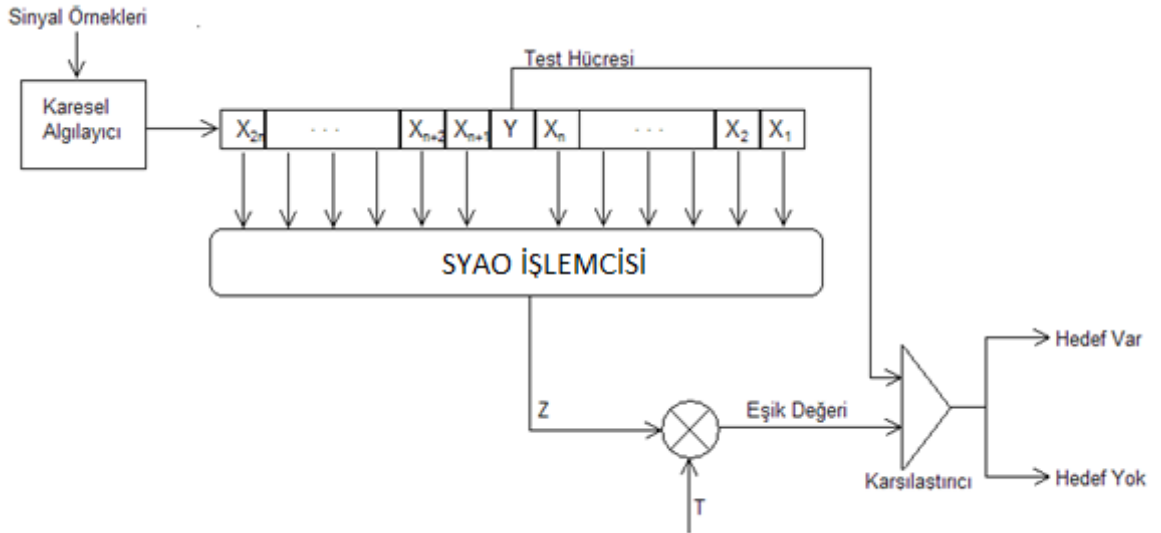 Sinyal Örnekleri
Karesel
Algılayıcı
Test Hücresi
X2n ... Xn+2 Xn+1 Y Xn ... X2 X1
SYAO İŞLEMCİSİ
Z
Eşik Değeri
T
Karşılaştırıcı
Hedef Var
Hedef Yok